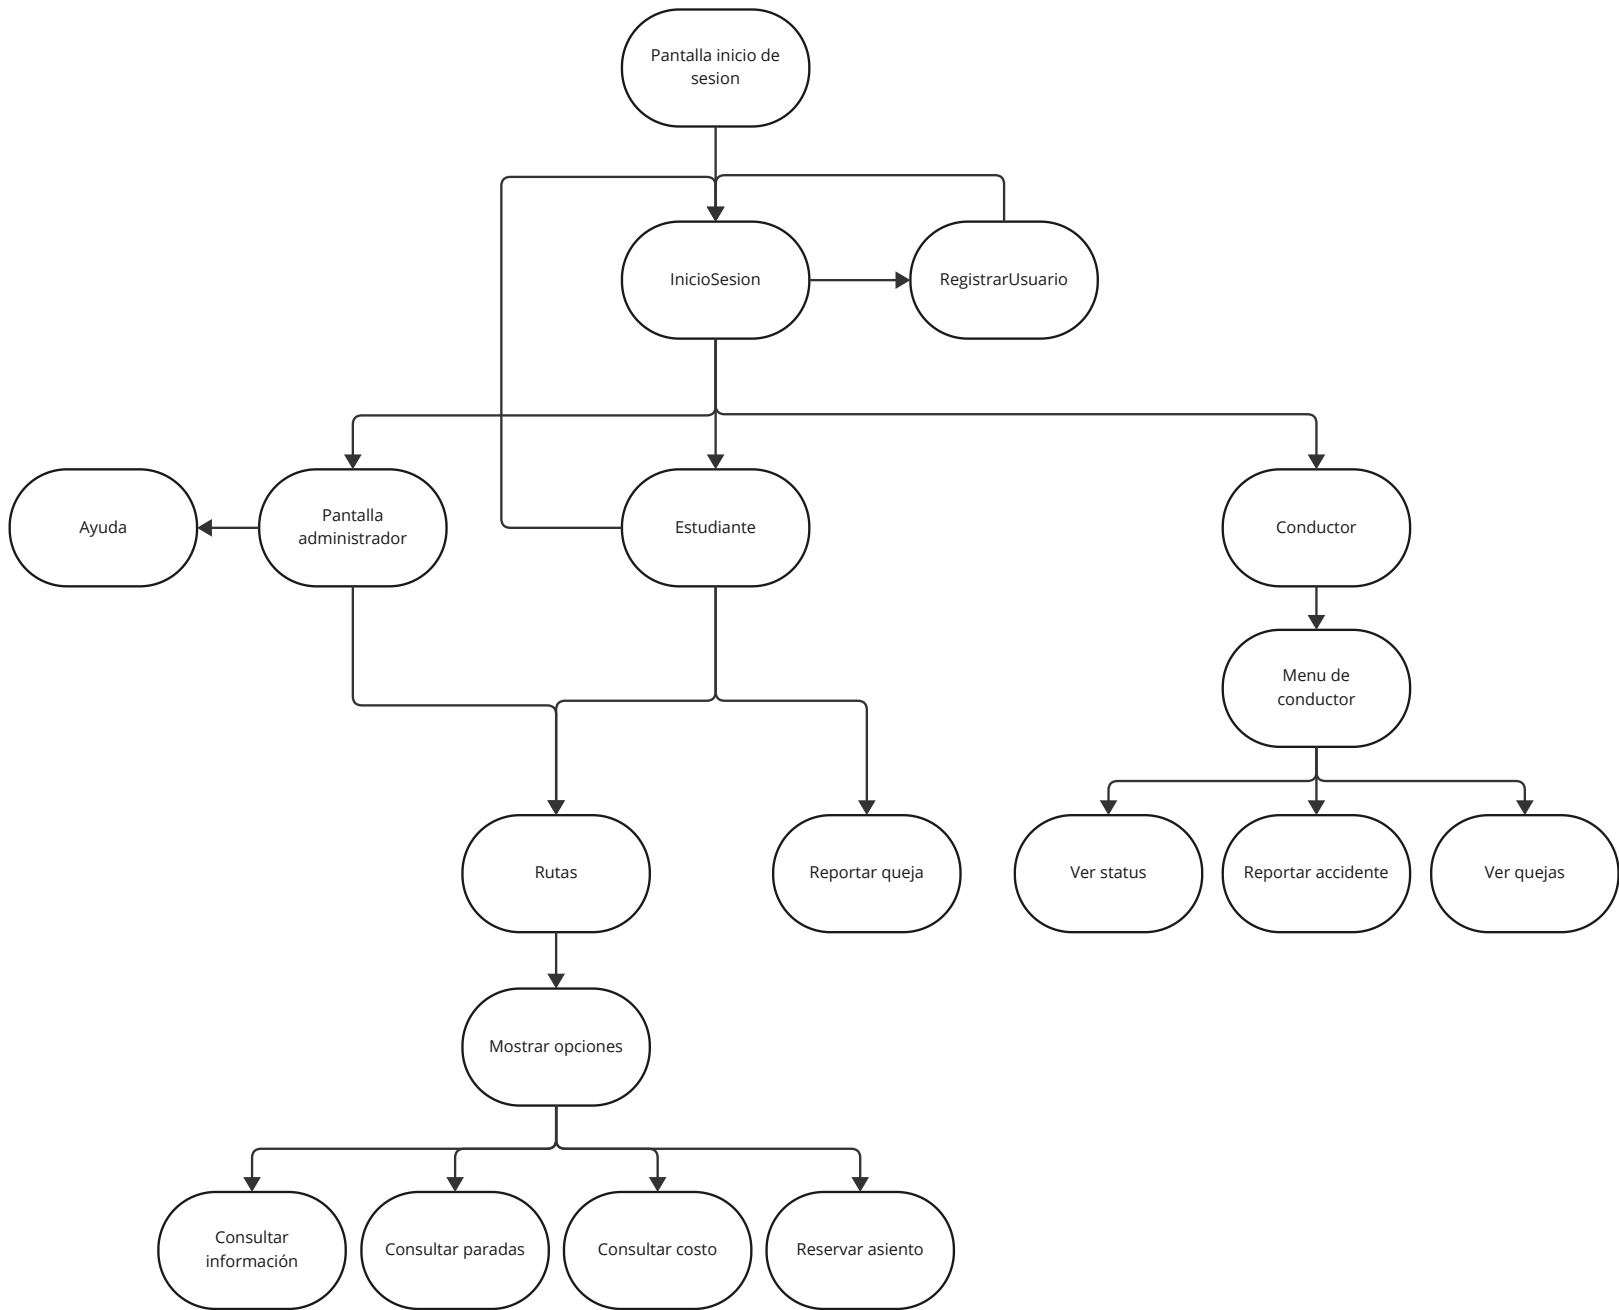 Pantalla inicio de
sesion
InicioSesion
RegistrarUsuario
Ayuda
Pantalla
administrador
Estudiante
Conductor
Menu de
conductor
Rutas
Reportar queja
Ver status
Reportar accidente
Ver quejas
Mostrar opciones
Consultar
información
Consultar paradas
Consultar costo
Reservar asiento